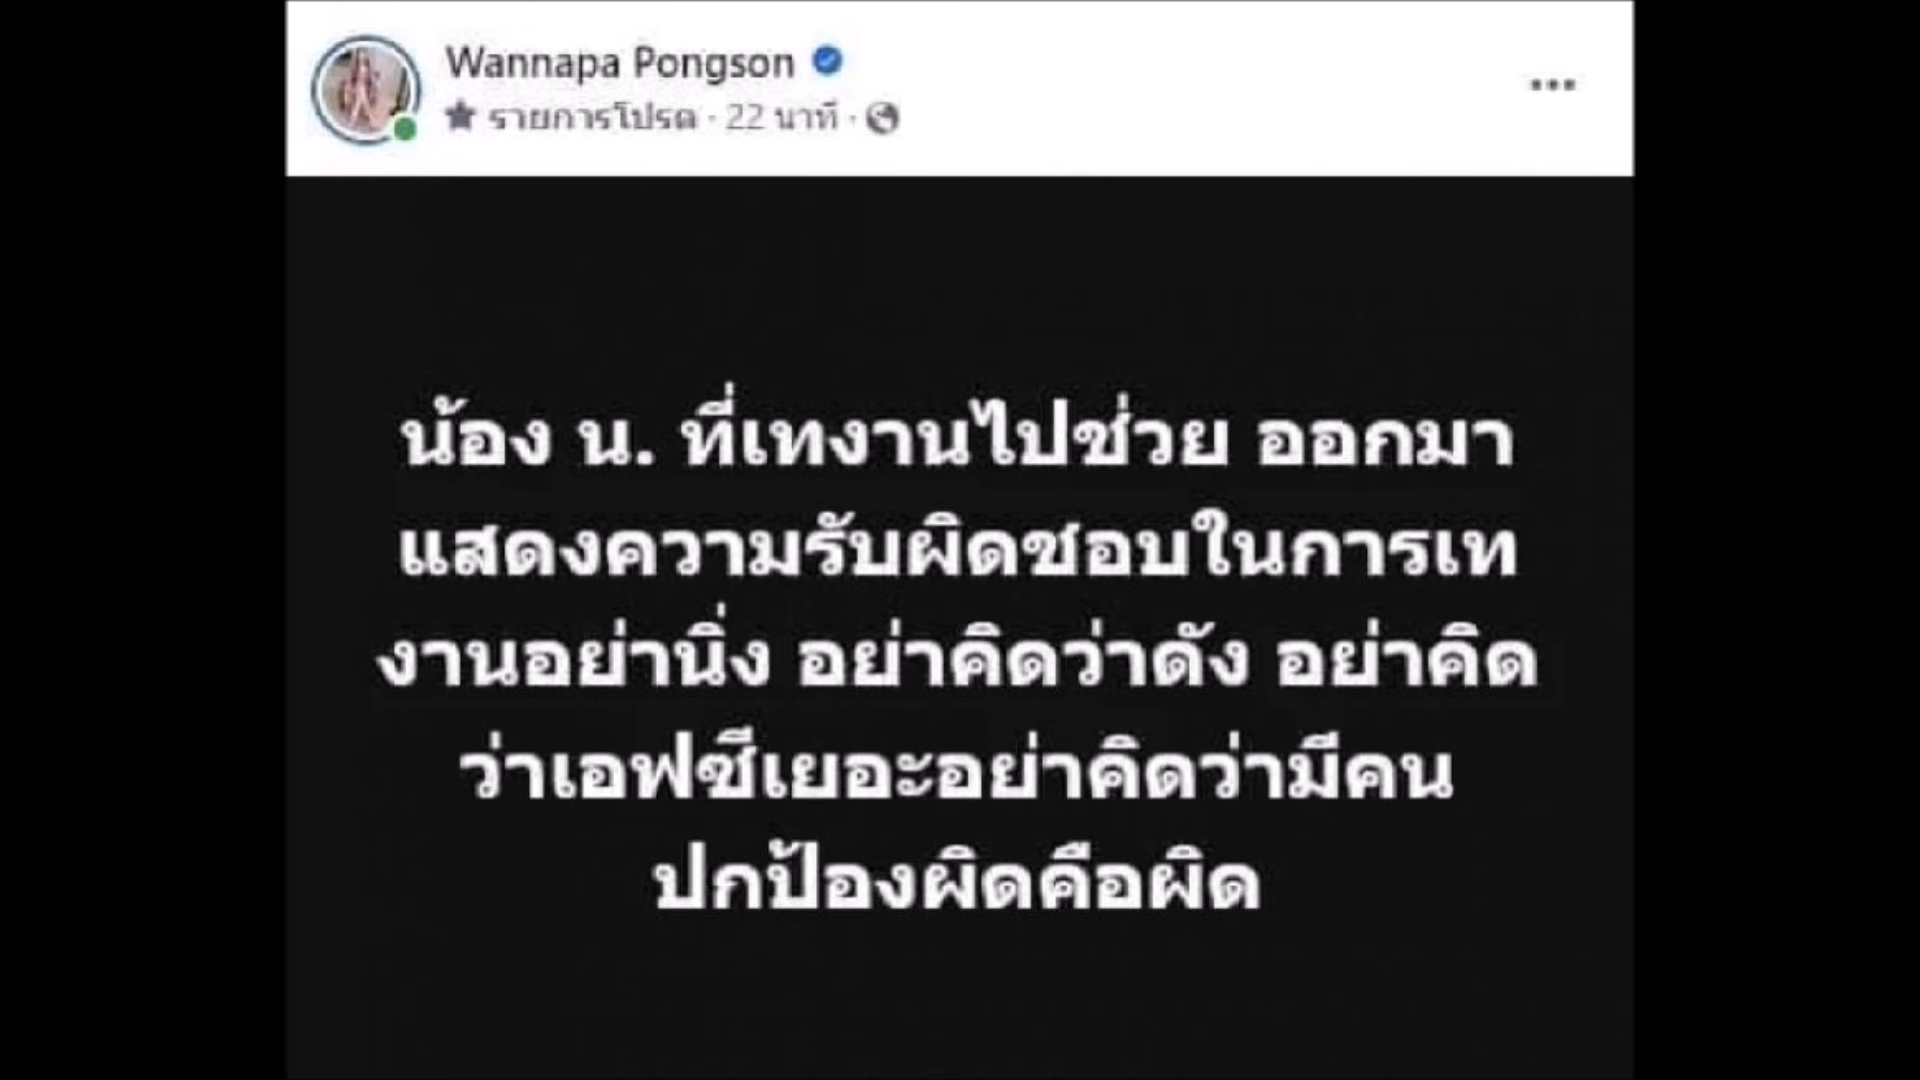 Wannapa Pongson
รายการโปรด · 22 นาที ·
น้อง น. ที่เทงานไปช่วย ออกมา
แสดงความรับผิดชอบในการเท
งานอย่านิ่ง อย่าคิดว่าดัง อย่าคิด
ว่าเอฟซีเยอะอย่าคิดว่ามีคน
ปกป้องผิดคือผิด